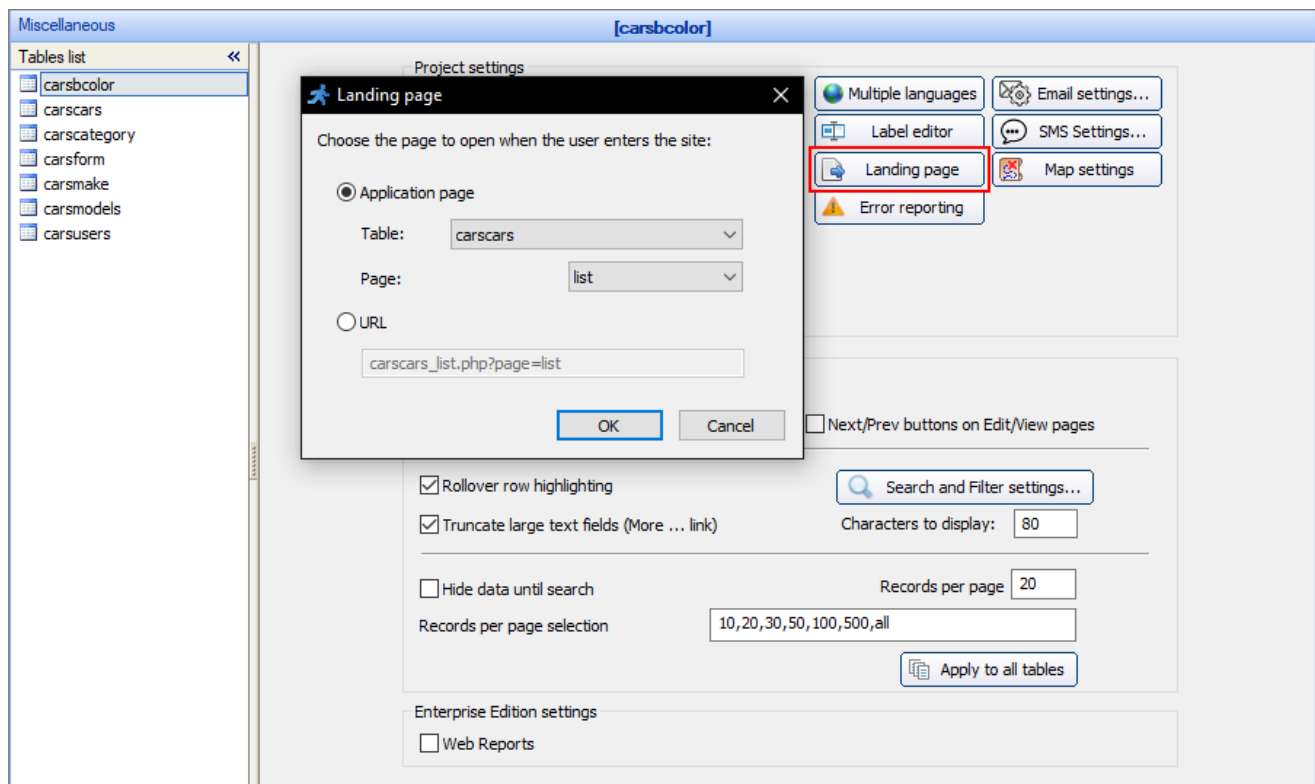 Miscellaneous
[carsbcolor]
Tables list
carsbcolor
carscars
carscategory
carsform
carsmake
carsmodels
carsusers
Project settings
Landing page
Choose the page to open when the user enters the site:
Application page
Table: carscars
Page: list
URL
carscars_list.php?page=list
OK Cancel
Multiple languages Email settings...
Label editor SMS Settings...
Landing page Map settings
Error reporting
Next/Prev buttons on Edit/View pages
Rollover row highlighting Search and Filter settings...
Truncate large text fields (More ... link) Characters to display: 80
Hide data until search Records per page 20
Records per page selection 10,20,30,50,100,500,all
Apply to all tables
Enterprise Edition settings
Web Reports